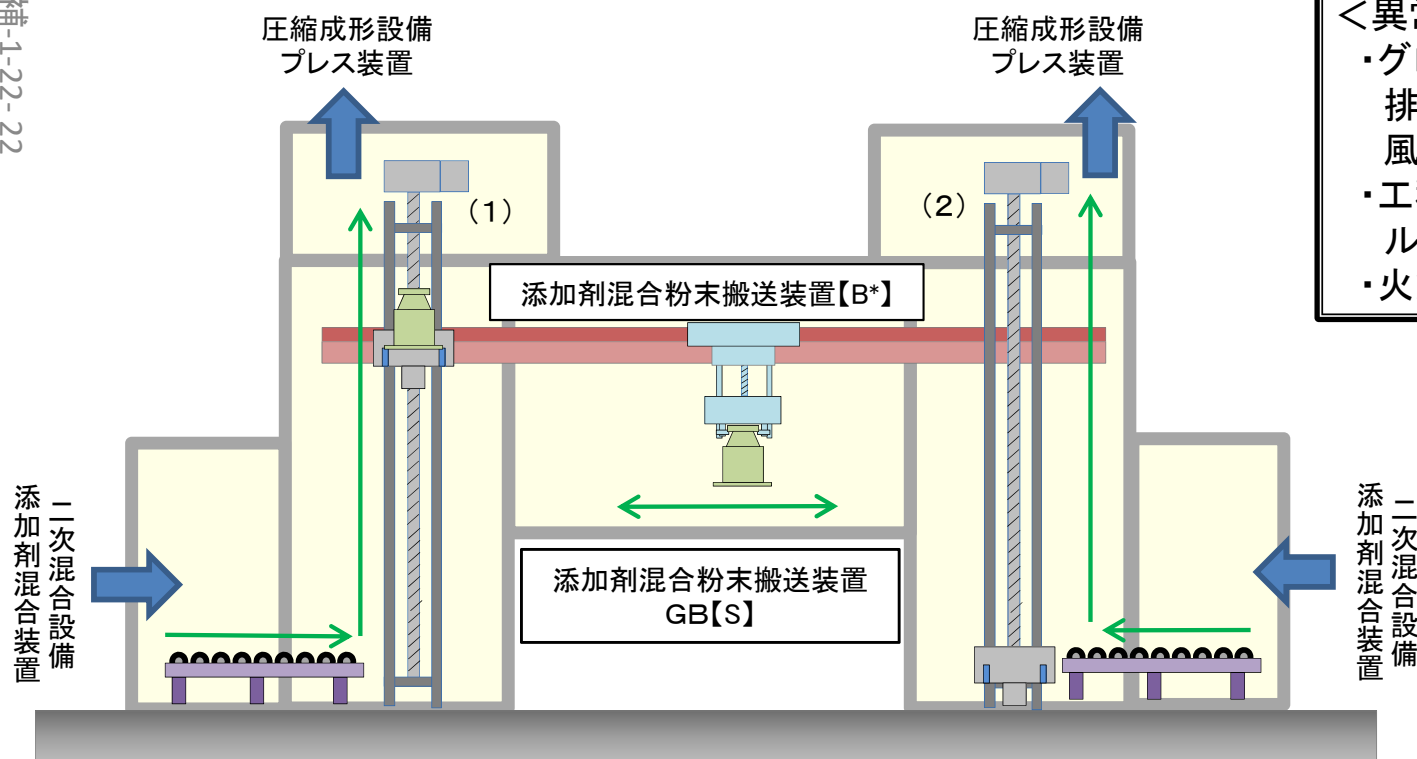 補-1-22- 22
圧縮成形設備
プレス装置
圧縮成形設備
プレス装置
＜異常
・グロ
排
風
・工
ル
・火
（1）
（2）
添加剤混合粉末搬送装置【B*】
添加剤混合粉末搬送装置
GB【S】
二次混合設備
添加剤混合装置
二次混合設備
添加剤混合装置